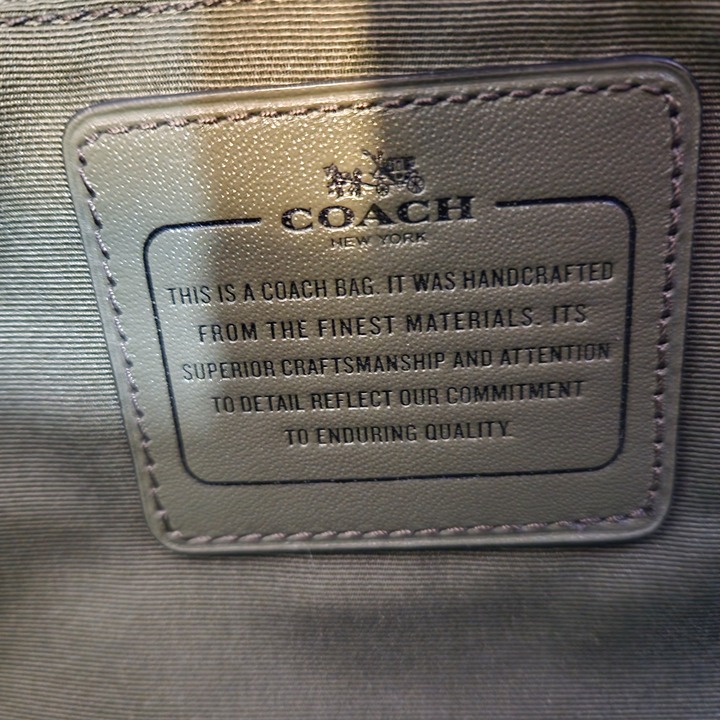 COACH
NEW YORK
THIS IS A COACH BAG. IT WAS HANDCRAFTED
FROM THE FINEST MATERIALS. ITS
SUPERIOR CRAFTSMANSHIP AND ATTENTION
TO DETAIL REFLECT OUR COMMITMENT
TO ENDURING QUALITY.